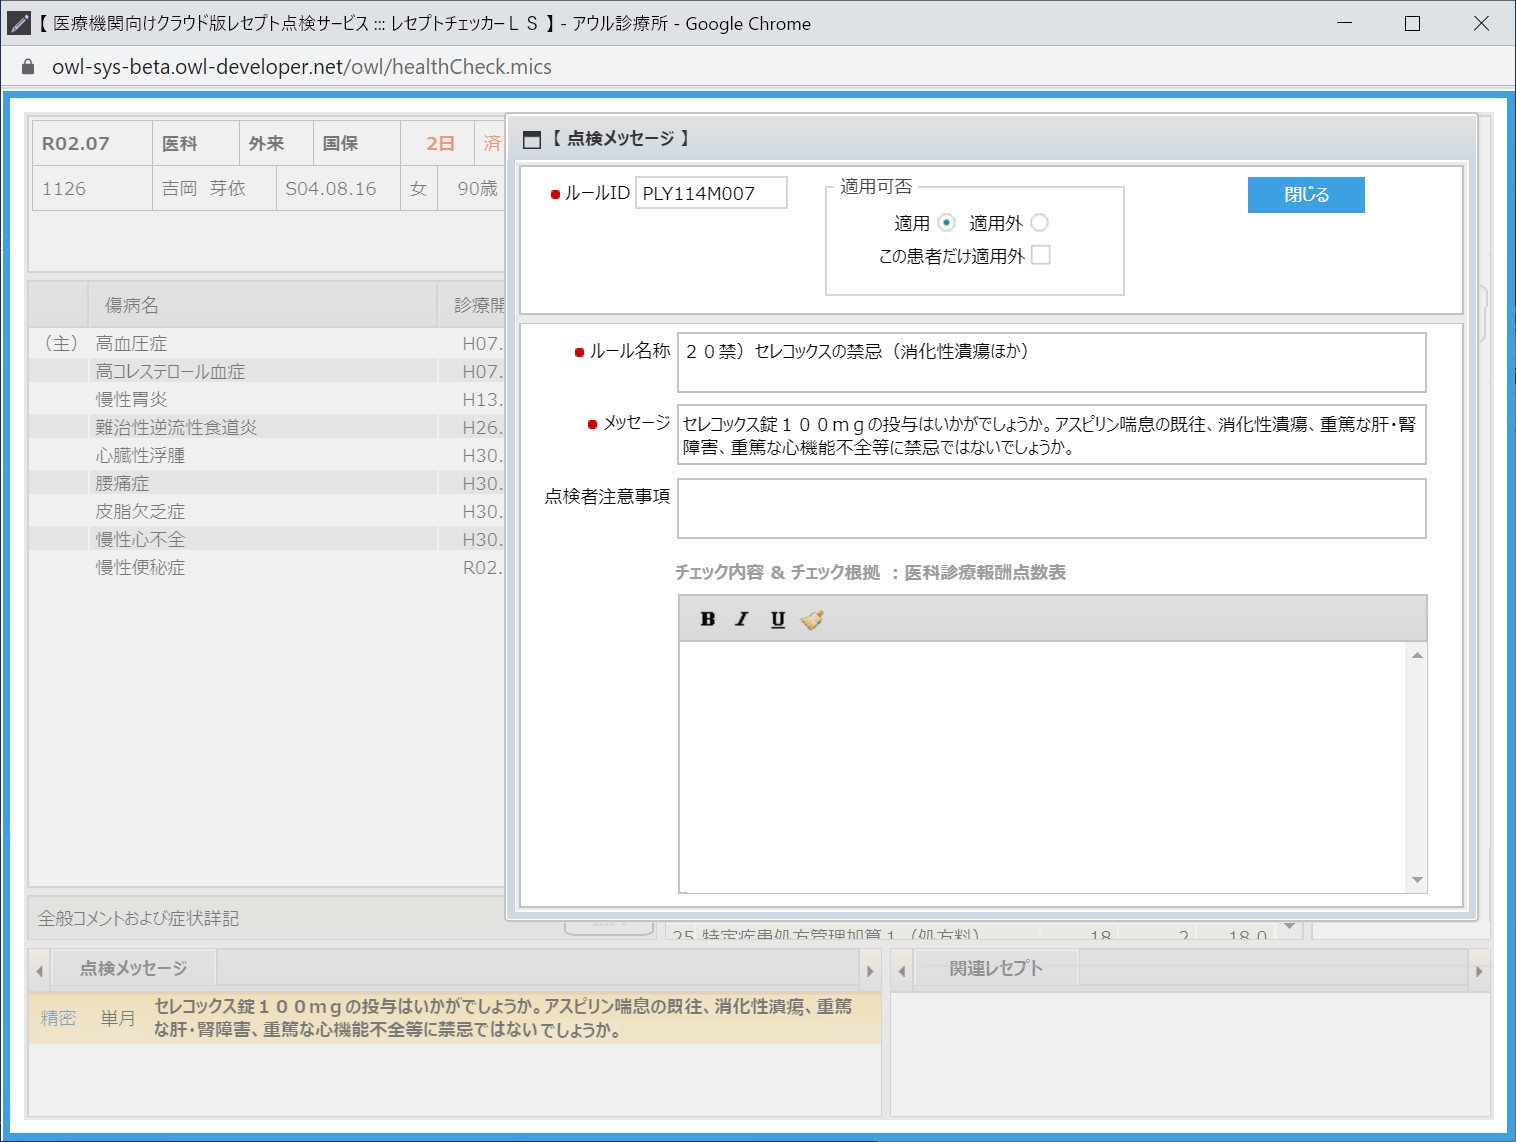 【 医療機関向けクラウド版レセプト点検サービス ::: レセプトチェッカーＬＳ 】 - アウル診療所 - Google Chrome
owl-sys-beta.owl-developer.net/owl/healthCheck.mics
R02.07 医科 外来 国保 2日 済
1126 吉岡 芽依 S04.08.16 女 90歳
傷病名 診療開
（主） 高血圧症 H07.
高コレステロール血症 H07.
慢性胃炎 H13.
難治性逆流性食道炎 H26.
心臓性浮腫 H30.
腰痛症 H30.
皮脂欠乏症 H30.
慢性心不全 H30.
慢性便秘症 R02.
【 点検メッセージ 】
ルールID PLY114M007
適用可否
適用 適用外
この患者だけ適用外
閉じる
ルール名称 ２０禁）セレコックスの禁忌（消化性潰瘍ほか）
メッセージ セレコックス錠１００ｍｇの投与はいかがでしょうか。アスピリン喘息の既往、消化性潰瘍、重篤な肝・腎
障害、重篤な心機能不全等に禁忌ではないでしょうか。
点検者注意事項
チェック内容 & チェック根拠 ：医科診療報酬点数表
B I U
全般コメントおよび症状詳記
25 特定疾患処方管理加算１（処方料） 18 2 18.0
点検メッセージ
関連レセプト
精密 単月 セレコックス錠１００ｍｇの投与はいかがでしょうか。アスピリン喘息の既往、消化性潰瘍、重篤
な肝・腎障害、重篤な心機能不全等に禁忌ではないでしょうか。